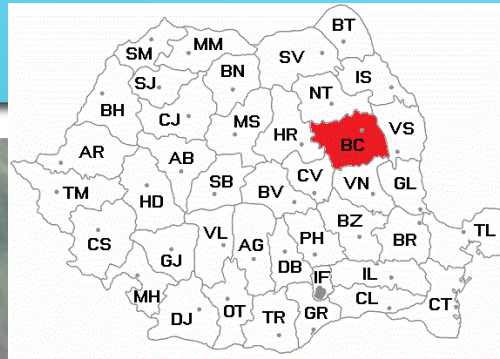 BT
SM
MM
SV
IS
SJ
BN
NT
BH
CJ
MS
HR
BC
VS
AR
AB
TM
HD
SB
BV
CV
VN
GL
CS
VL
AG
PH
BZ
BR
TL
GJ
DB
IF
IL
MH
DJ
OT
TR
GR
CL
CT